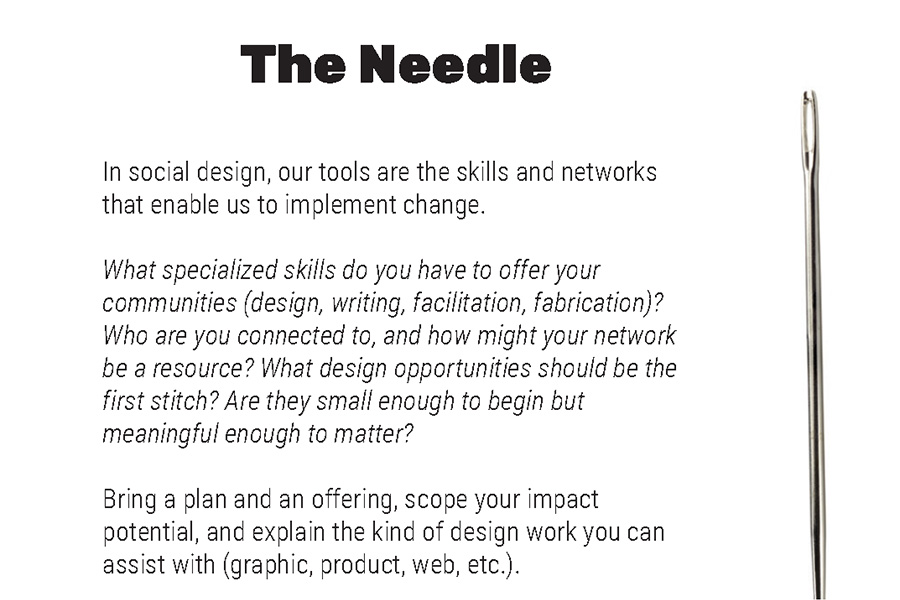 The Needle
In social design, our tools are the skills and networks
that enable us to implement change.
What specialized skills do you have to offer your
communities (design, writing, facilitation, fabrication)?
Who are you connected to, and how might your network
be a resource? What design opportunities should be the
first stitch? Are they small enough to begin but
meaningful enough to matter?
Bring a plan and an offering, scope your impact
potential, and explain the kind of design work you can
assist with (graphic, product, web, etc.).